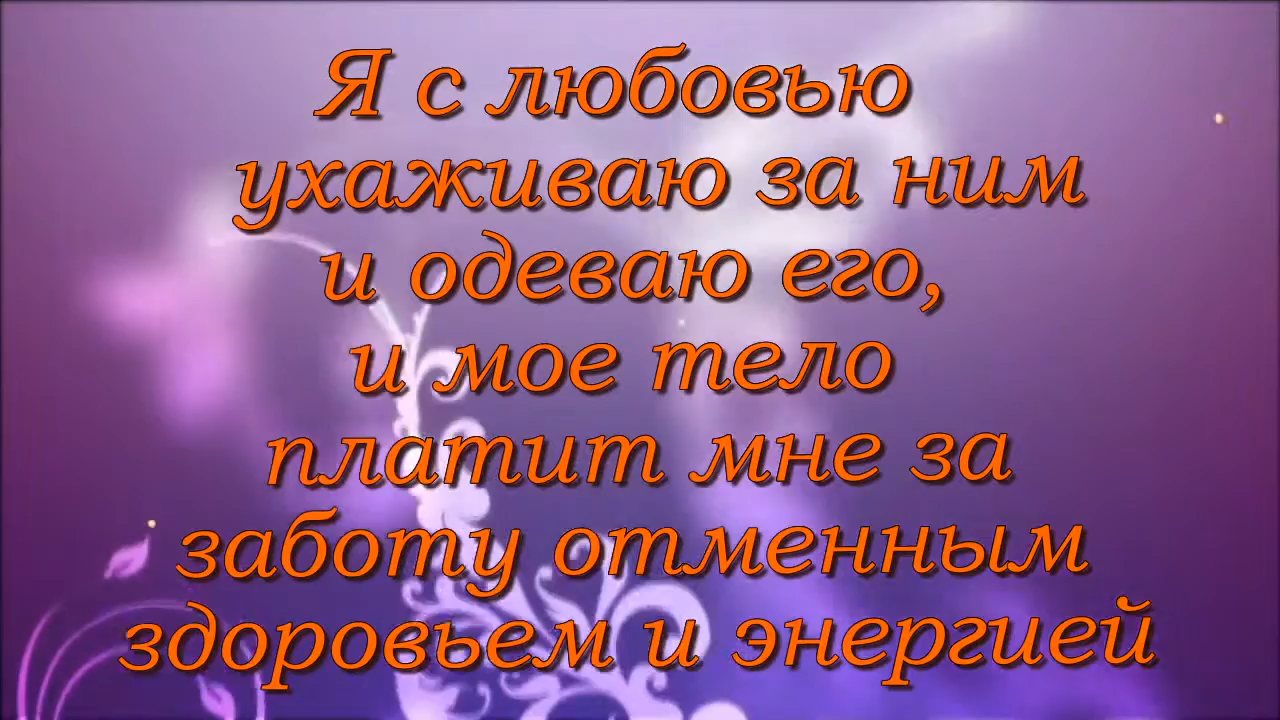 Я с любовью
ухаживаю за ним
и одеваю его,
и мое тело
платит мне за
заботу отменным
здоровьем и энергией